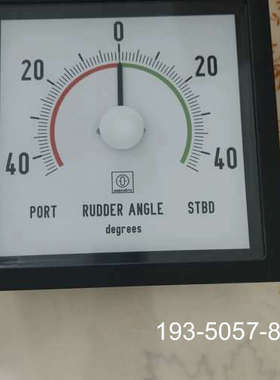 0
20 20
40 40
PORT RUDDER ANGLE STBD
degrees
193-5057-8